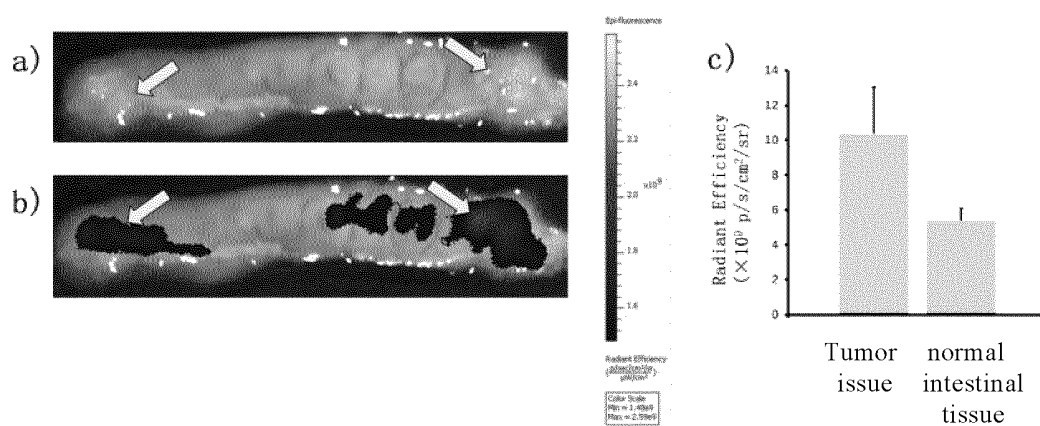 a)
b)
Epi-fluorescence
2.4
2.2
2.0
×10⁹
1.8
1.6
Radiant Efficiency
Color Scale
Min = 1.49e9
Max = 2.59e9
c)
Radiant Efficiency
(×10⁹ p/s/cm²/sr)
14
12
10
8
6
4
2
0
Tumor
issue
normal
intestinal
tissue